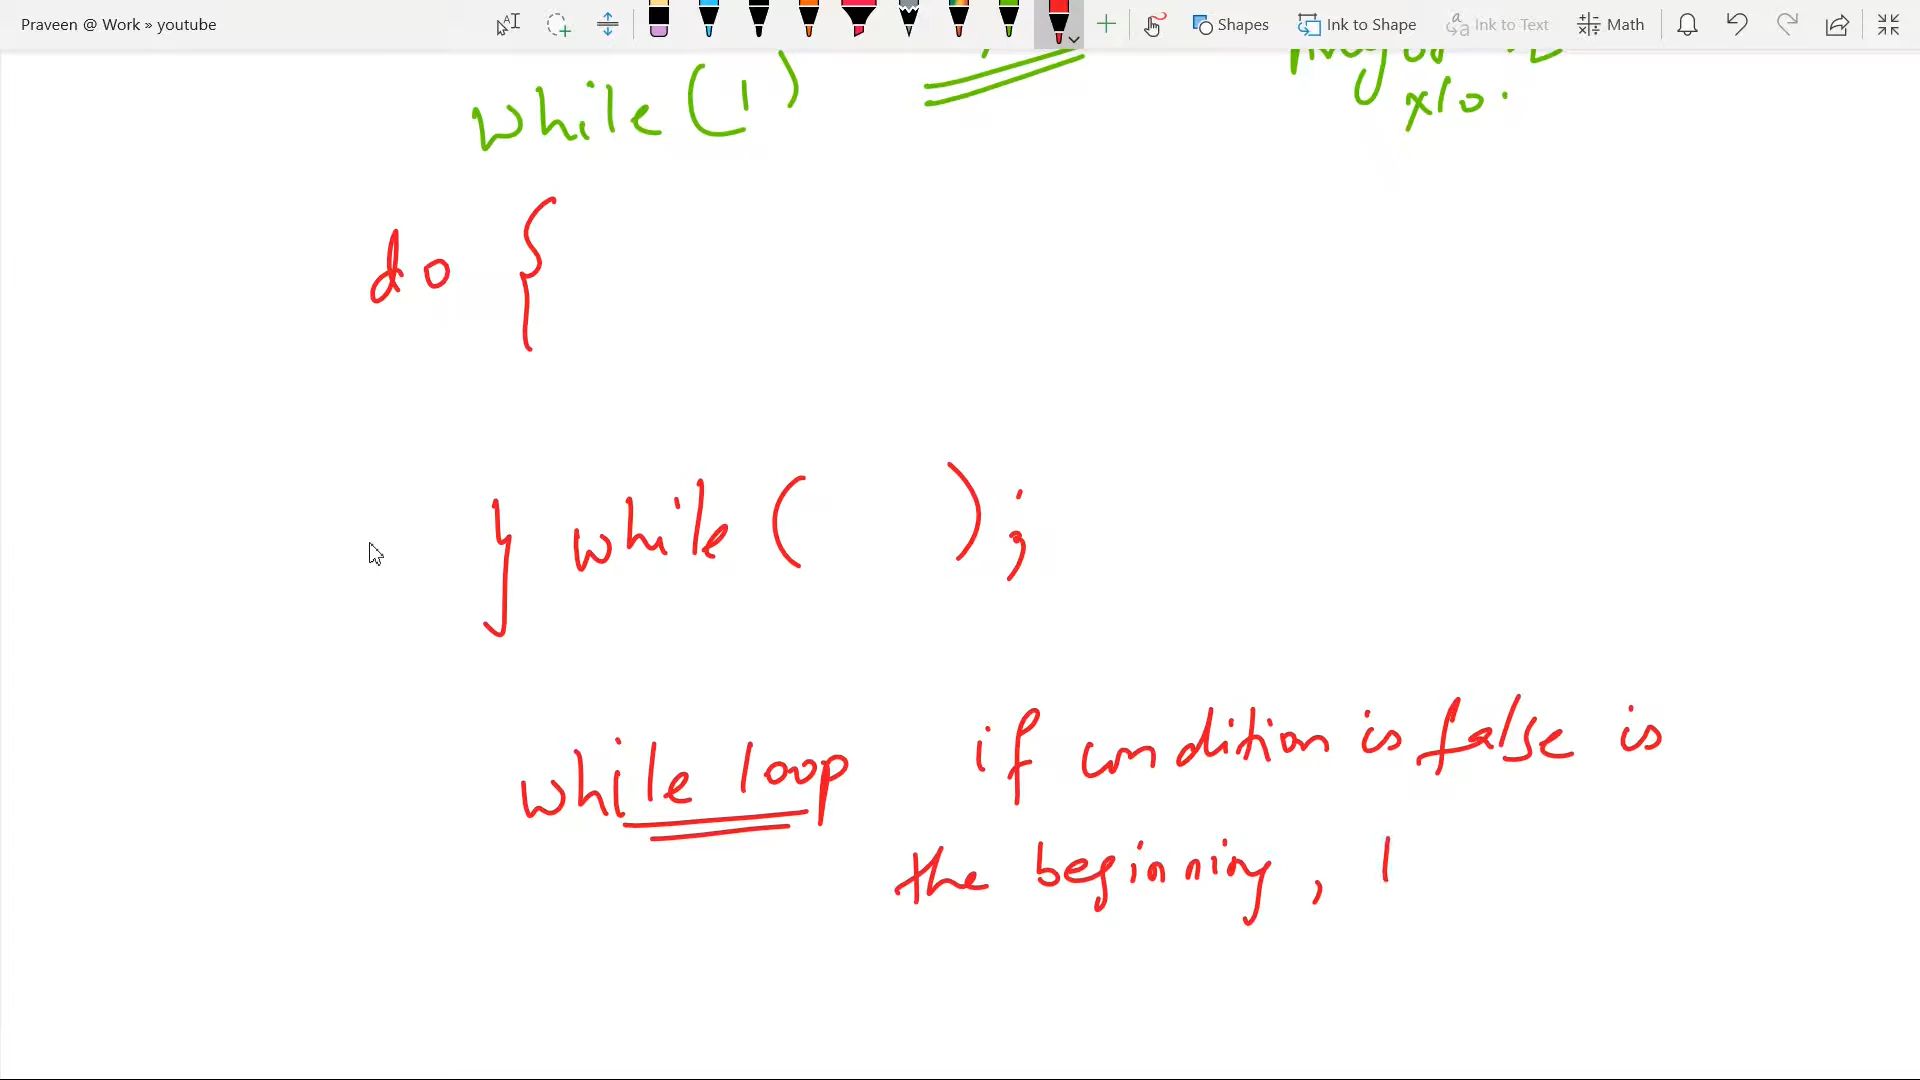 Praveen @ Work » youtube
Shapes
Ink to Shape
Ink to Text
Math
while (1)
x/0.
do {
} while ( ) ;
while loop
if condition is false is
the beginning, l